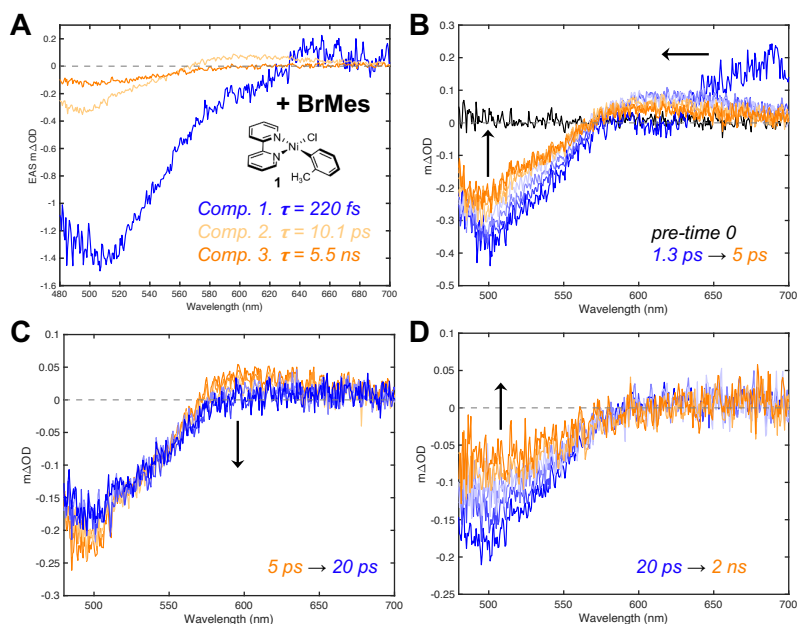 A
0.2
0
-0.2
-0.4
-0.6
-0.8
-1
-1.2
-1.4
-1.6
EAS m△OD
480 500 520 540 560 580 600 620 640 660 680 700
Wavelength (nm)
+ BrMes
N
N
Ni
Cl
H₃C
1
Comp. 1. τ = 220 fs
Comp. 2. τ = 10.1 ps
Comp. 3. τ = 5.5 ns
B
0.4
0.3
0.2
0.1
0
-0.1
-0.2
-0.3
-0.4
-0.5
m△OD
500 550 600 650 700
Wavelength (nm)
pre-time 0
1.3 ps → 5 ps
C
0.1
0.05
0
-0.05
-0.1
-0.15
-0.2
-0.25
-0.3
m△OD
500 550 600 650 700
Wavelength (nm)
5 ps → 20 ps
D
0.1
0.05
0
-0.05
-0.1
-0.15
-0.2
-0.25
m△OD
500 550 600 650 700
Wavelength (nm)
20 ps → 2 ns